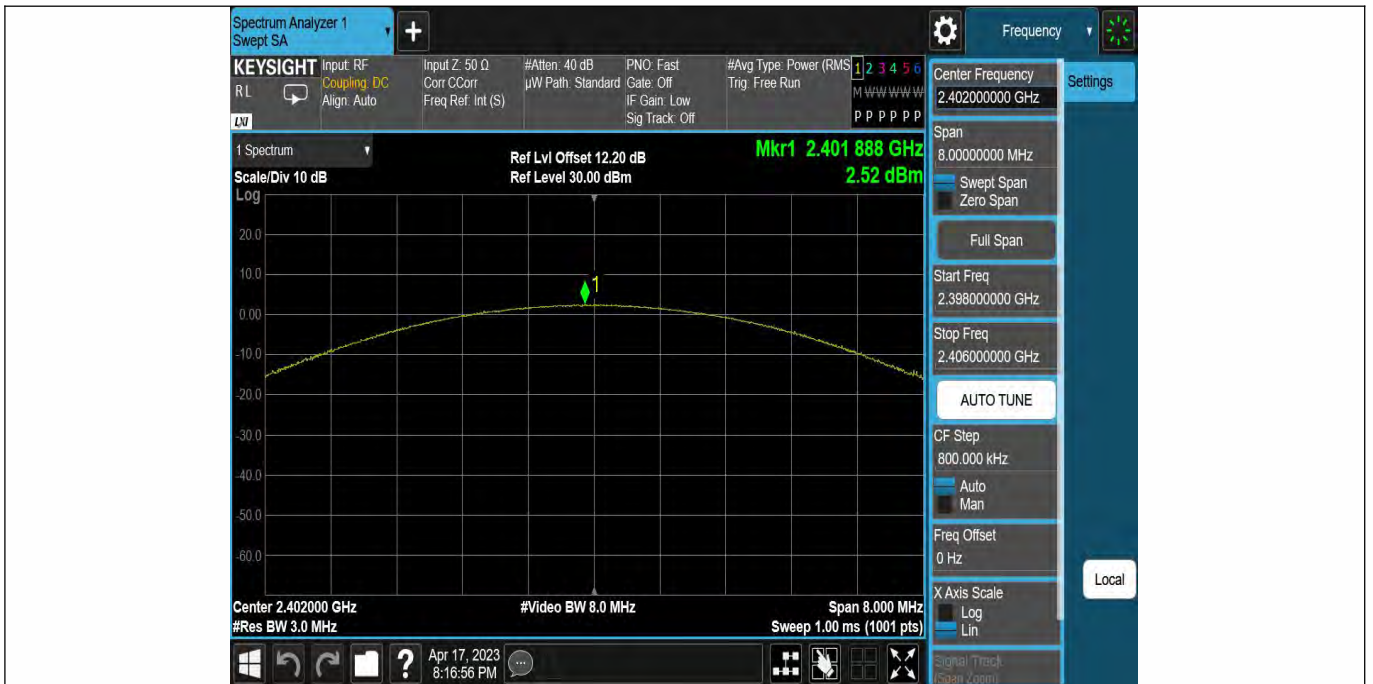 Spectrum Analyzer 1
Swept SA
+
Frequency
KEYSIGHT
RL
LXI
Input: RF
Coupling: DC
Align: Auto
Input Z: 50 Ω
Corr CCorr
Freq Ref: Int (S)
#Atten: 40 dB
µW Path: Standard
PNO: Fast
Gate: Off
IF Gain: Low
Sig Track: Off
#Avg Type: Power (RMS
Trig: Free Run
1 2 3 4 5 6
M W W W W W
P P P P P P
1 Spectrum
Scale/Div 10 dB
Log
Ref Lvl Offset 12.20 dB
Ref Level 30.00 dBm
Mkr1 2.401 888 GHz
2.52 dBm
20.0
10.0
1
0.00
-10.0
-20.0
-30.0
-40.0
-50.0
-60.0
Center 2.402000 GHz
#Res BW 3.0 MHz
#Video BW 8.0 MHz
Span 8.000 MHz
Sweep 1.00 ms (1001 pts)
?
Apr 17, 2023
8:16:56 PM
Center Frequency
2.402000000 GHz
Settings
Span
8.00000000 MHz
Swept Span
Zero Span
Full Span
Start Freq
2.398000000 GHz
Stop Freq
2.406000000 GHz
AUTO TUNE
CF Step
800.000 kHz
Auto
Man
Freq Offset
0 Hz
X Axis Scale
Log
Lin
Local
Signal Track
(Span Zoom)